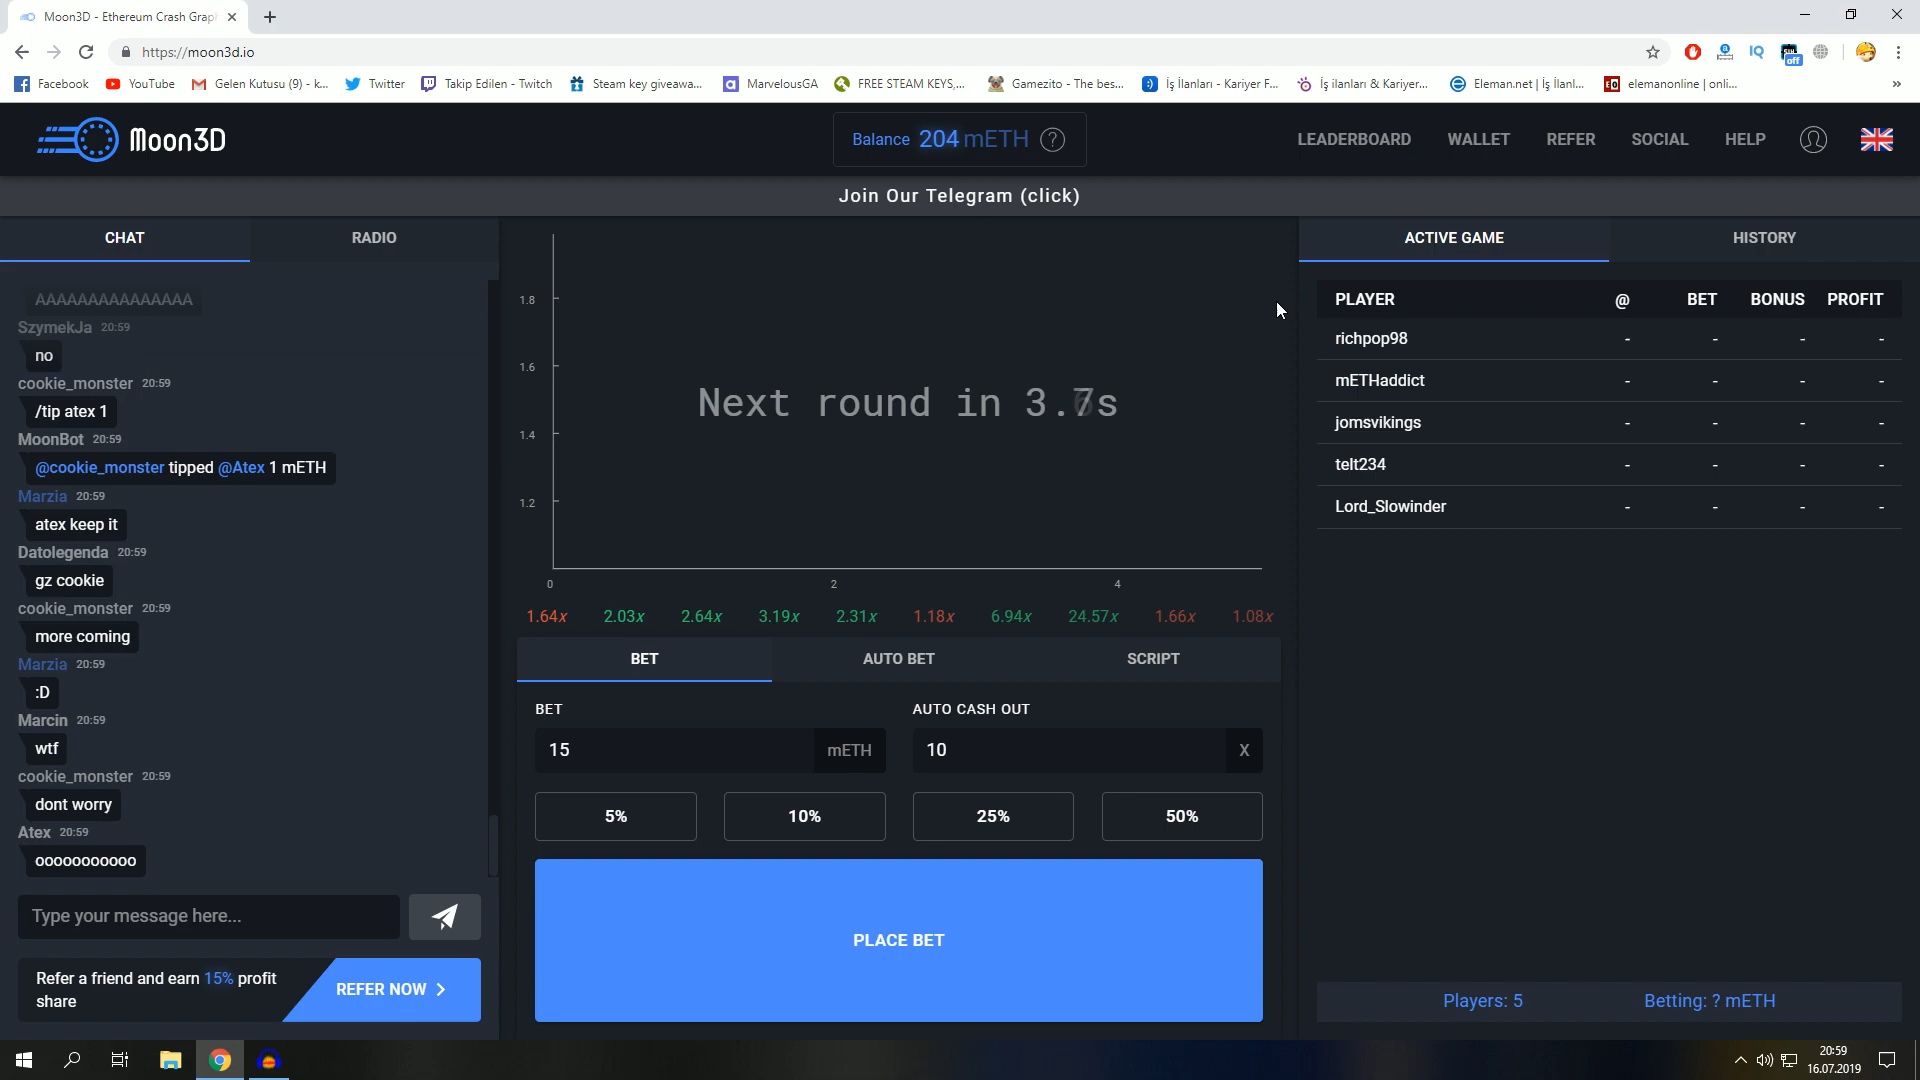 Moon3D - Ethereum Crash Grap
https://moon3d.io
off
Facebook
YouTube
Gelen Kutusu (9) - k...
Twitter
Takip Edilen - Twitch
Steam key giveawa...
MarvelousGA
FREE STEAM KEYS,...
Gamezito - The bes...
İş İlanları - Kariyer F...
İş ilanları & Kariyer...
Eleman.net | İş İlanl...
elemanonline | onli...
Moon3D
Balance 204 mETH ?
LEADERBOARD
WALLET
REFER
SOCIAL
HELP
Join Our Telegram (click)
CHAT
RADIO
AAAAAAAAAAAAAAA
SzymekJa 20:59
no
cookie_monster 20:59
/tip atex 1
MoonBot 20:59
@cookie_monster tipped @Atex 1 mETH
Marzia 20:59
atex keep it
Datolegenda 20:59
gz cookie
cookie_monster 20:59
more coming
Marzia 20:59
:D
Marcin 20:59
wtf
cookie_monster 20:59
dont worry
Atex 20:59
ooooooooooo
Type your message here...
Refer a friend and earn 15% profit
share
REFER NOW
1.8
1.6
1.4
1.2
0 2 4
Next round in 3. s
1.64x 2.03x 2.64x 3.19x 2.31x 1.18x 6.94x 24.57x 1.66x 1.08x
BET
AUTO BET
SCRIPT
BET
AUTO CASH OUT
15 mETH
10 X
5%
10%
25%
50%
PLACE BET
ACTIVE GAME
HISTORY
PLAYER @ BET BONUS PROFIT
richpop98 - - - -
mETHaddict - - - -
jomsvikings - - - -
telt234 - - - -
Lord_Slowinder - - - -
Players: 5
Betting: ? mETH
20:59
16.07.2019